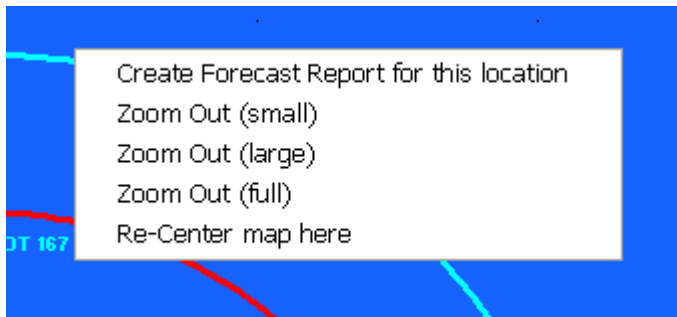 Create Forecast Report for this location
Zoom Out (small)
Zoom Out (large)
Zoom Out (full)
Re-Center map here
OT 167